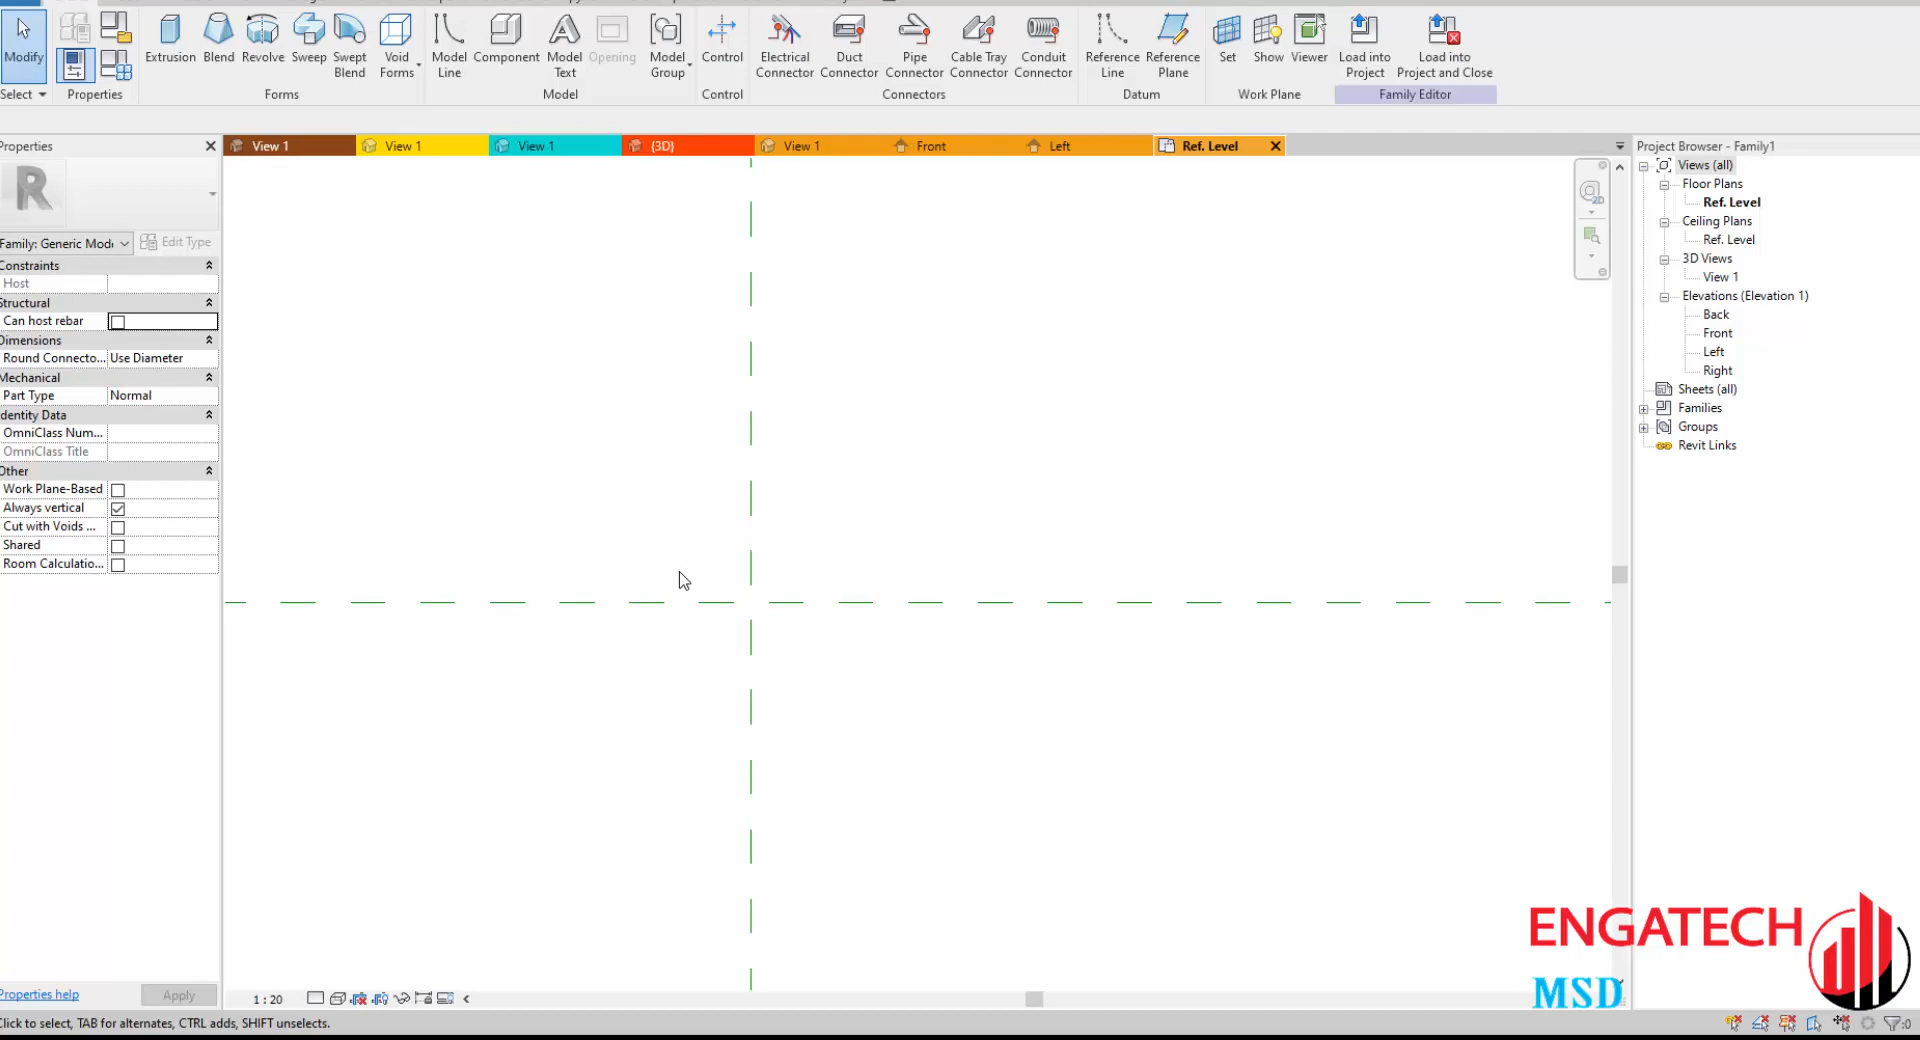 Modify
Extrusion Blend Revolve Sweep Swept Blend Void Forms Model Line Component Model Text Opening Model Group Control Electrical Connector Duct Connector Pipe Connector Cable Tray Connector Conduit Connector Reference Line Reference Plane Set Show Viewer Load into Project Load into Project and Close
Select Properties Forms Model Control Connectors Datum Work Plane Family Editor
Properties
View 1 View 1 View 1 (3D) View 1 Front Left Ref. Level
Project Browser - Family1
R
Family: Generic Mod Edit Type
Constraints
Host
Structural
Can host rebar
Dimensions
Round Connecto... Use Diameter
Mechanical
Part Type Normal
dentity Data
OmniClass Num...
OmniClass Title
Other
Work Plane-Based
Always vertical
Cut with Voids ...
Shared
Room Calculatio...
Views (all)
Floor Plans
Ref. Level
Ceiling Plans
Ref. Level
3D Views
View 1
Elevations (Elevation 1)
Back
Front
Left
Right
Sheets (all)
Families
Groups
Revit Links
2D
ENGATECH
MSD
Properties help Apply
1 : 20
Click to select, TAB for alternates, CTRL adds, SHIFT unselects.
:0